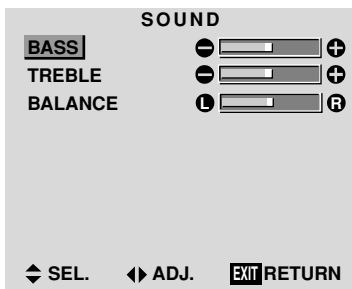 SOUND
BASS
TREBLE
BALANCE L R
SEL. ADJ. EXIT RETURN